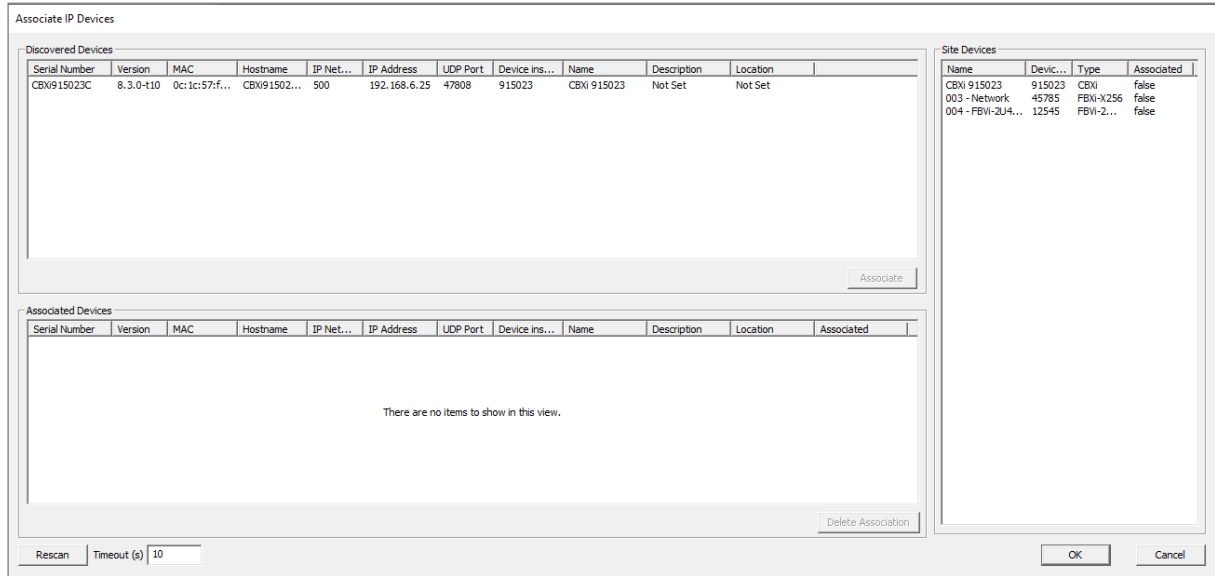 Associate IP Devices
Discovered Devices
Serial Number Version MAC Hostname IP Net... IP Address UDP Port Device ins... Name Description Location
CBXi915023C 8.3.0-t10 0c:1c:57:f... CBXi91502... 500 192.168.6.25 47808 915023 CBXi 915023 Not Set Not Set
Associate
Associated Devices
Serial Number Version MAC Hostname IP Net... IP Address UDP Port Device ins... Name Description Location Associated
There are no items to show in this view.
Delete Association
Site Devices
Name Devic... Type Associated
CBXi 915023 915023 CBXi false
003 - Network 45785 FBXi-X256 false
004 - FBVi-2U4... 12545 FBVi-2... false
Rescan Timeout (s) 10 OK Cancel